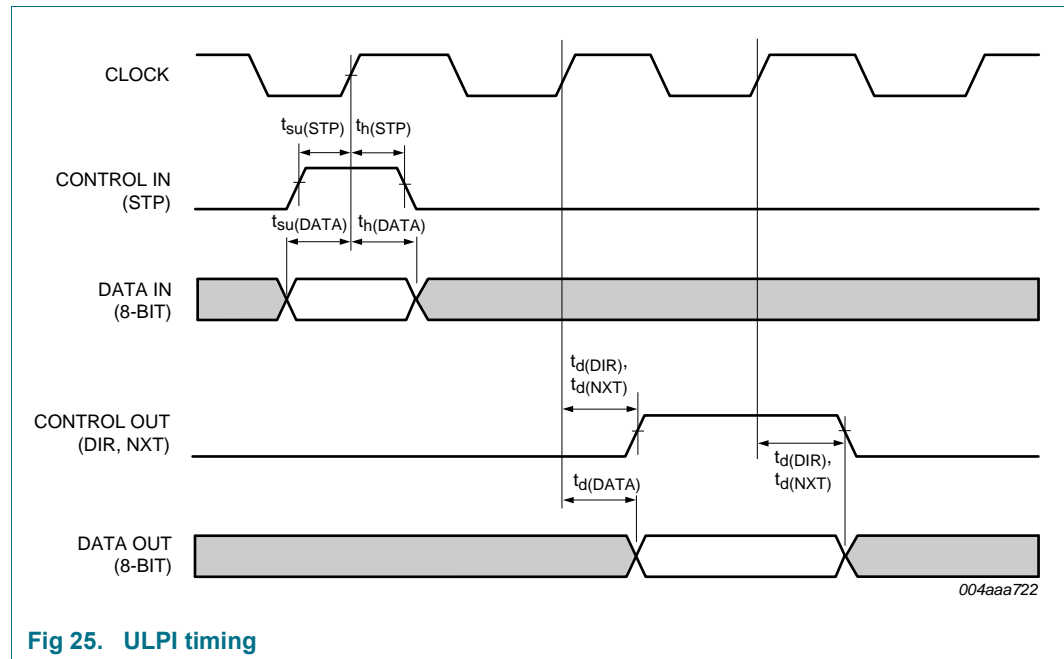 CLOCK
tsu(STP) th(STP)
CONTROL IN
(STP)
tsu(DATA) th(DATA)
DATA IN
(8-BIT)
td(DIR),
td(NXT)
CONTROL OUT
(DIR, NXT)
td(DIR),
td(NXT)
td(DATA)
DATA OUT
(8-BIT)
004aaa722
Fig 25. ULPI timing